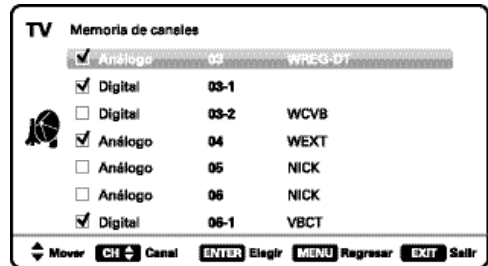 TV Memoria de canales
Análogo 03 WREG-DT
Digital 03-1
Digital 03-2 WCVB
Análogo 04 WEXT
Análogo 05 NICK
Análogo 06 NICK
Digital 06-1 VBCT
Mover CH Canal ENTER Elegir MENU Regresar EXIT Salir